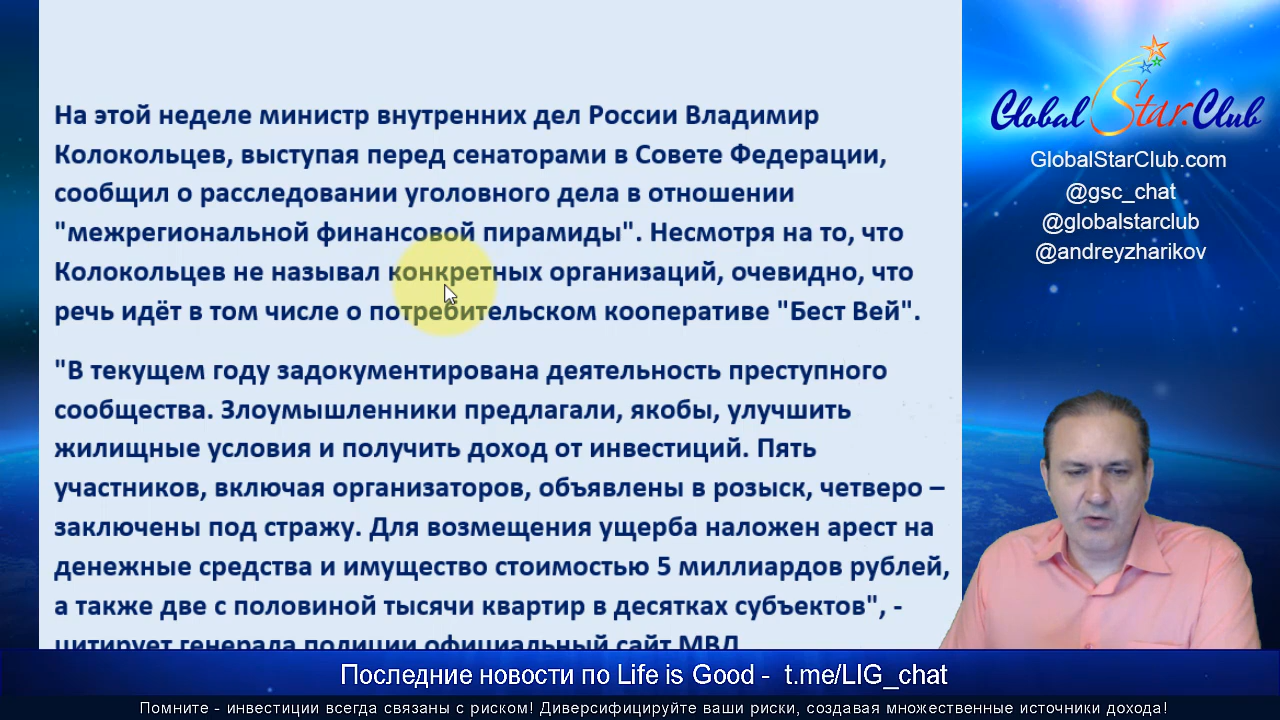 На этой неделе министр внутренних дел России Владимир
Колокольцев, выступая перед сенаторами в Совете Федерации,
сообщил о расследовании уголовного дела в отношении
"межрегиональной финансовой пирамиды". Несмотря на то, что
Колокольцев не называл конкретных организаций, очевидно, что
речь идёт в том числе о потребительском кооперативе "Бест Вей".
"В текущем году задокументирована деятельность преступного
сообщества. Злоумышленники предлагали, якобы, улучшить
жилищные условия и получить доход от инвестиций. Пять
участников, включая организаторов, объявлены в розыск, четверо –
заключены под стражу. Для возмещения ущерба наложен арест на
денежные средства и имущество стоимостью 5 миллиардов рублей,
а также две с половиной тысячи квартир в десятках субъектов", -
цитирует генерала полиции официальный сайт МВД
Global Star.Club
GlobalStarClub.com
@gsc_chat
@globalstarclub
@andreyzharikov
Последние новости по Life is Good - t.me/LIG_chat
Помните - инвестиции всегда связаны с риском! Диверсифицируйте ваши риски, создавая множественные источники дохода!